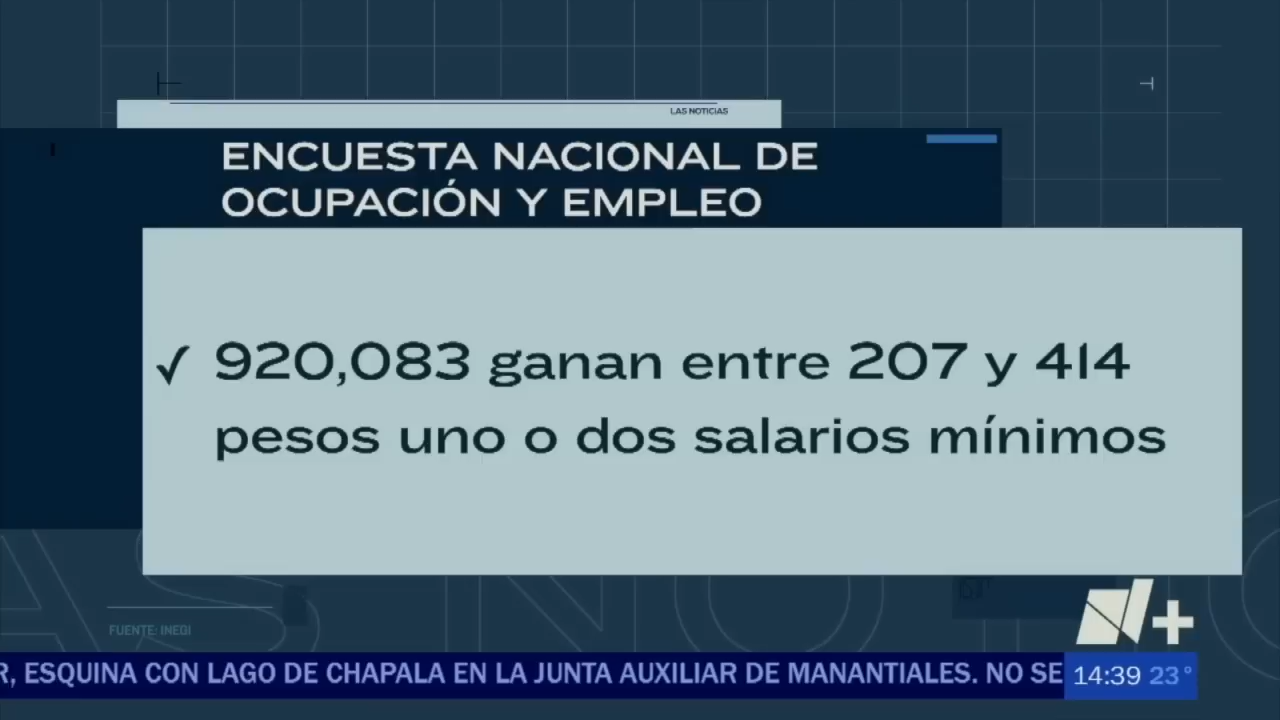 LAS NOTICIAS
ENCUESTA NACIONAL DE
OCUPACIÓN Y EMPLEO
✓ 920,083 ganan entre 207 y 414
pesos uno o dos salarios mínimos
FUENTE: INEGI
N+
R, ESQUINA CON LAGO DE CHAPALA EN LA JUNTA AUXILIAR DE MANANTIALES. NO SE
14:39 23°